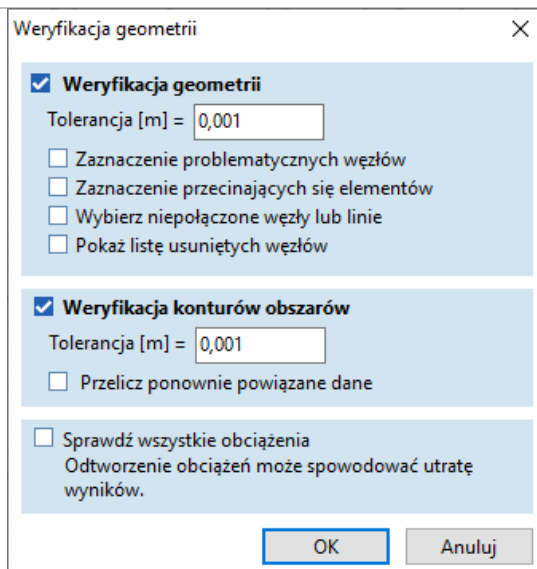 Weryfikacja geometrii
Weryfikacja geometrii
Tolerancja [m] = 0,001
Zaznaczenie problematycznych węzłów
Zaznaczenie przecinających się elementów
Wybierz niepołączone węzły lub linie
Pokaż listę usuniętych węzłów
Weryfikacja konturów obszarów
Tolerancja [m] = 0,001
Przelicz ponownie powiązane dane
Sprawdź wszystkie obciążenia
Odtworzenie obciążeń może spowodować utratę
wyników.
OK Anuluj